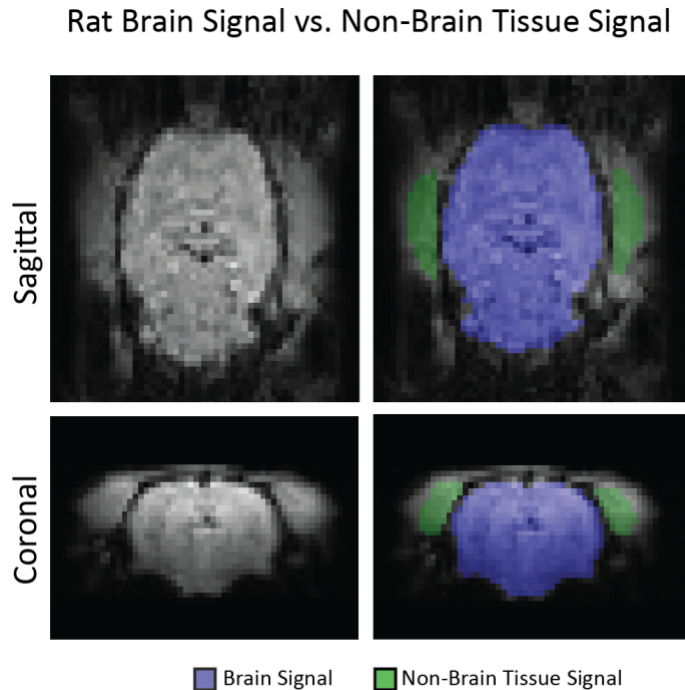 Rat Brain Signal vs. Non-Brain Tissue Signal
Sagittal
Coronal
Brain Signal
Non-Brain Tissue Signal